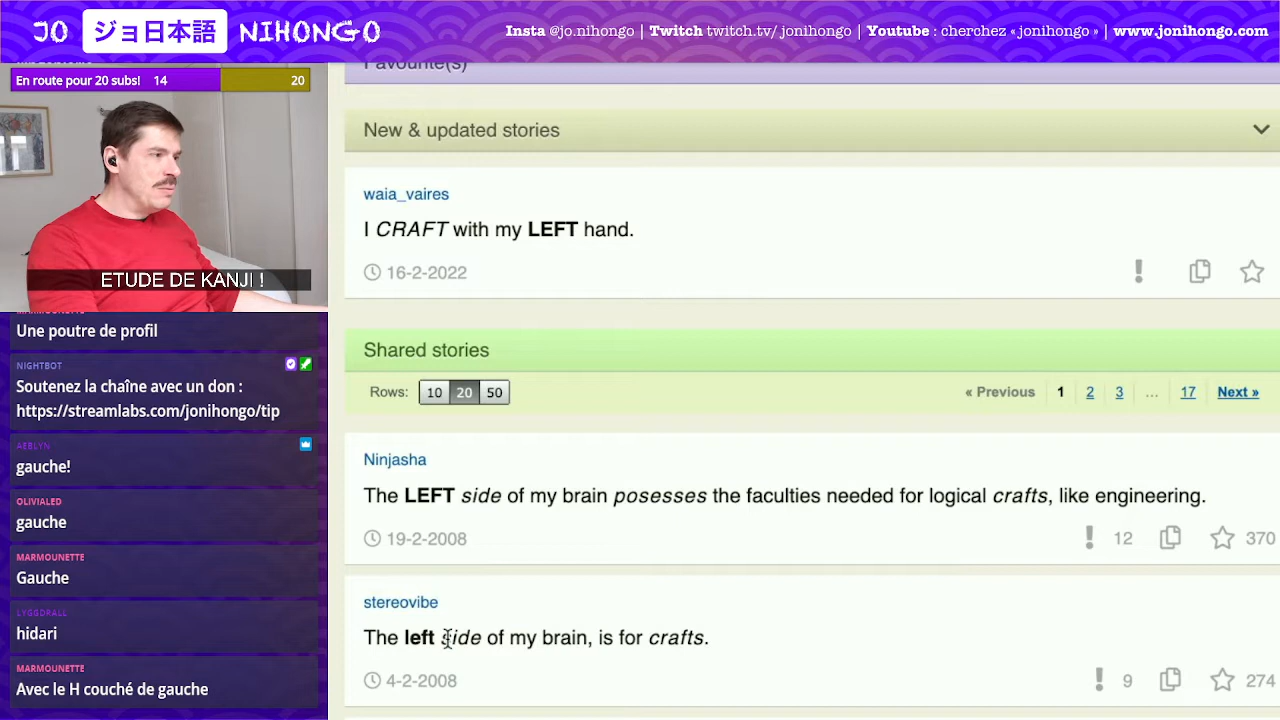 JO ジョ日本語 NIHONGO
Insta @jo.nihongo | Twitch twitch.tv/ jonihongo | Youtube : cherchez « jonihongo » | www.jonihongo.com
En route pour 20 subs! 14 20
ETUDE DE KANJI !
Une poutre de profil
NIGHTBOT
Soutenez la chaîne avec un don :
https://streamlabs.com/jonihongo/tip
AEBLYN
gauche!
OLIVIALED
gauche
MARMOUNETTE
Gauche
LYGGDRALL
hidari
MARMOUNETTE
Avec le H couché de gauche
Favourite(s)
New & updated stories
waia_vaires
I CRAFT with my LEFT hand.
16-2-2022
Shared stories
Rows: 10 20 50 « Previous 1 2 3 ... 17 Next »
Ninjasha
The LEFT side of my brain posesses the faculties needed for logical crafts, like engineering.
19-2-2008 12 370
stereovibe
The left side of my brain, is for crafts.
4-2-2008 9 274